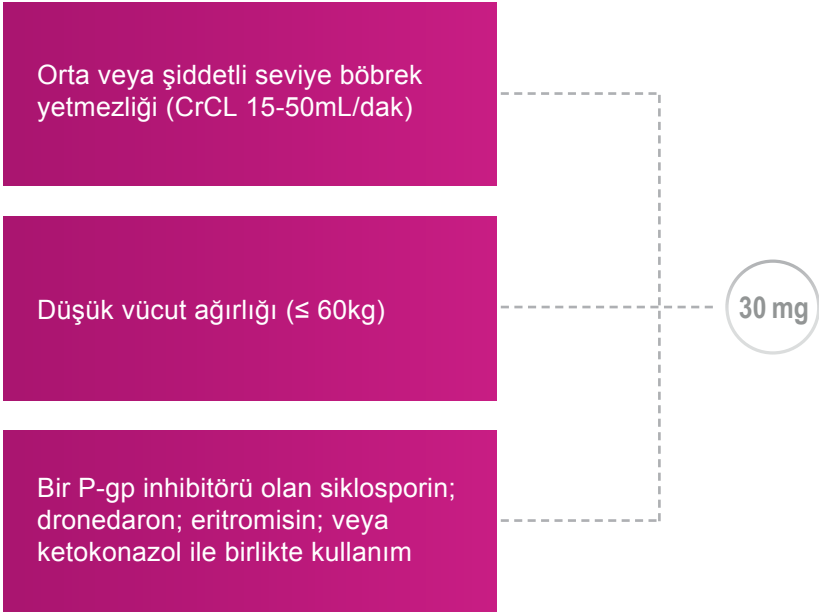 Orta veya şiddetli seviye böbrek
yetmezliği (CrCL 15-50mL/dak)
Düşük vücut ağırlığı (≤ 60kg)
30 mg
Bir P-gp inhibitörü olan siklosporin;
dronedaron; eritromisin; veya
ketokonazol ile birlikte kullanım